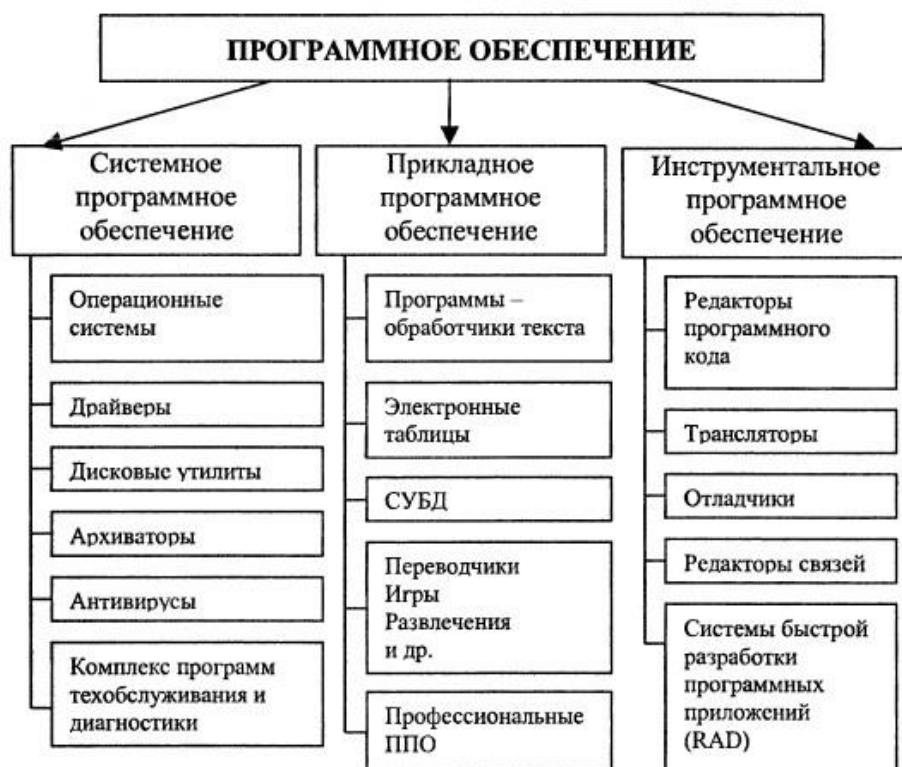 ПРОГРАММНОЕ ОБЕСПЕЧЕНИЕ
Системное
программное
обеспечение
Операционные
системы
Драйверы
Дисковые утилиты
Архиваторы
Антивирусы
Комплекс программ
техобслуживания и
диагностики
Прикладное
программное
обеспечение
Программы –
обработчики текста
Электронные
таблицы
СУБД
Переводчики
Игры
Развлечения
и др.
Профессиональные
ППО
Инструментальное
программное
обеспечение
Редакторы
программного
кода
Трансляторы
Отладчики
Редакторы связей
Системы быстрой
разработки
программных
приложений
(RAD)